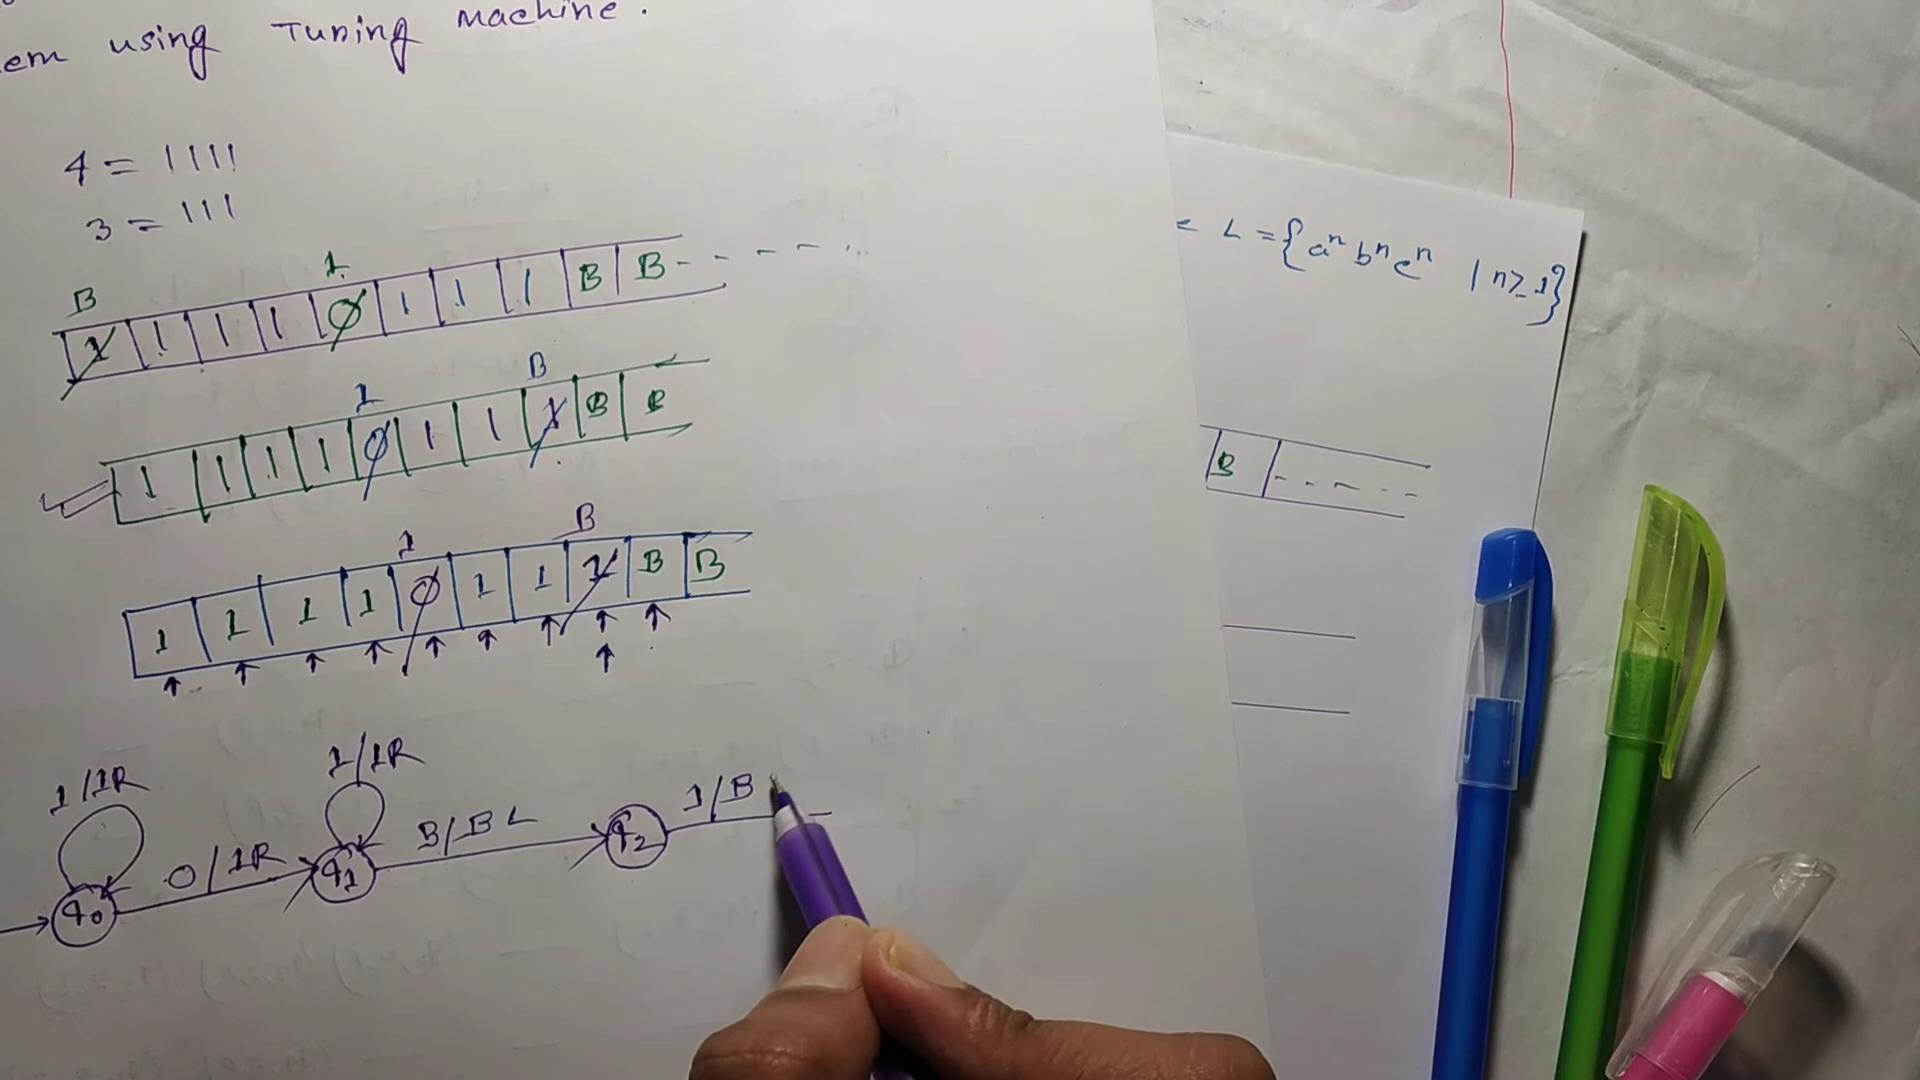 em using Tuning Machine.
4 = 1111
3 = 111
B 1
1 1 1 1 0 1 1 1 B B - - - - - ..
1 B
1 1 1 1 0 1 1 1 B B
1 B
1 1 1 1 0 1 1 1 B B
1/1R 1/1R
0/1R B/B L 1/B
q0 q1 q2
L = {a^n b^n c^n | n ≥ 1}
B - - - - -